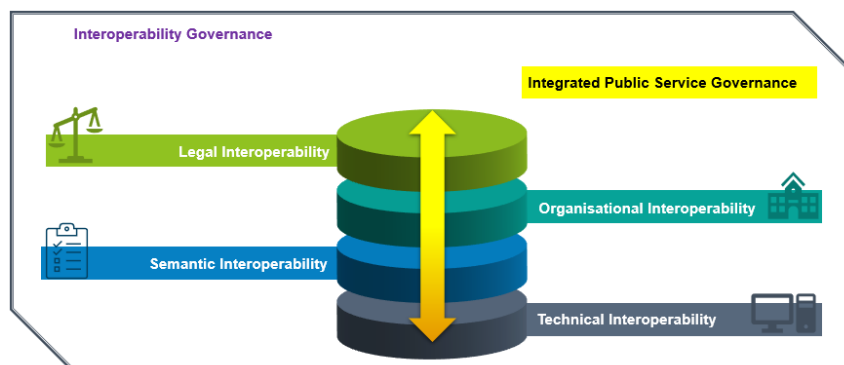 Interoperability Governance
Integrated Public Service Governance
Legal Interoperability
Organisational Interoperability
Semantic Interoperability
Technical Interoperability